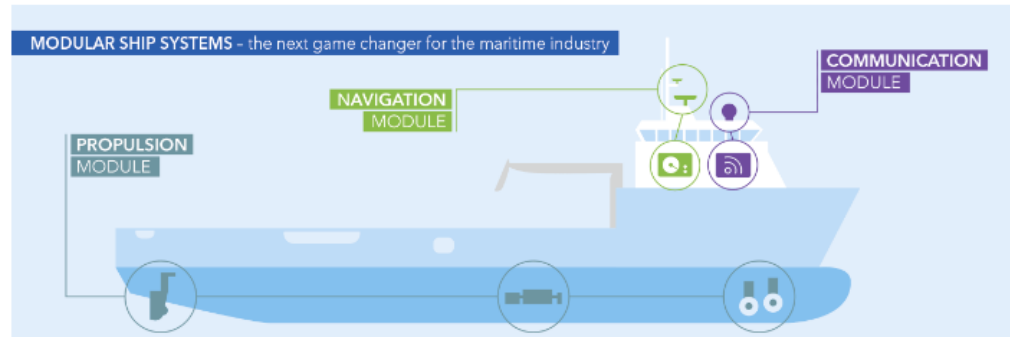 MODULAR SHIP SYSTEMS – the next game changer for the maritime industry
COMMUNICATION
MODULE
NAVIGATION
MODULE
PROPULSION
MODULE